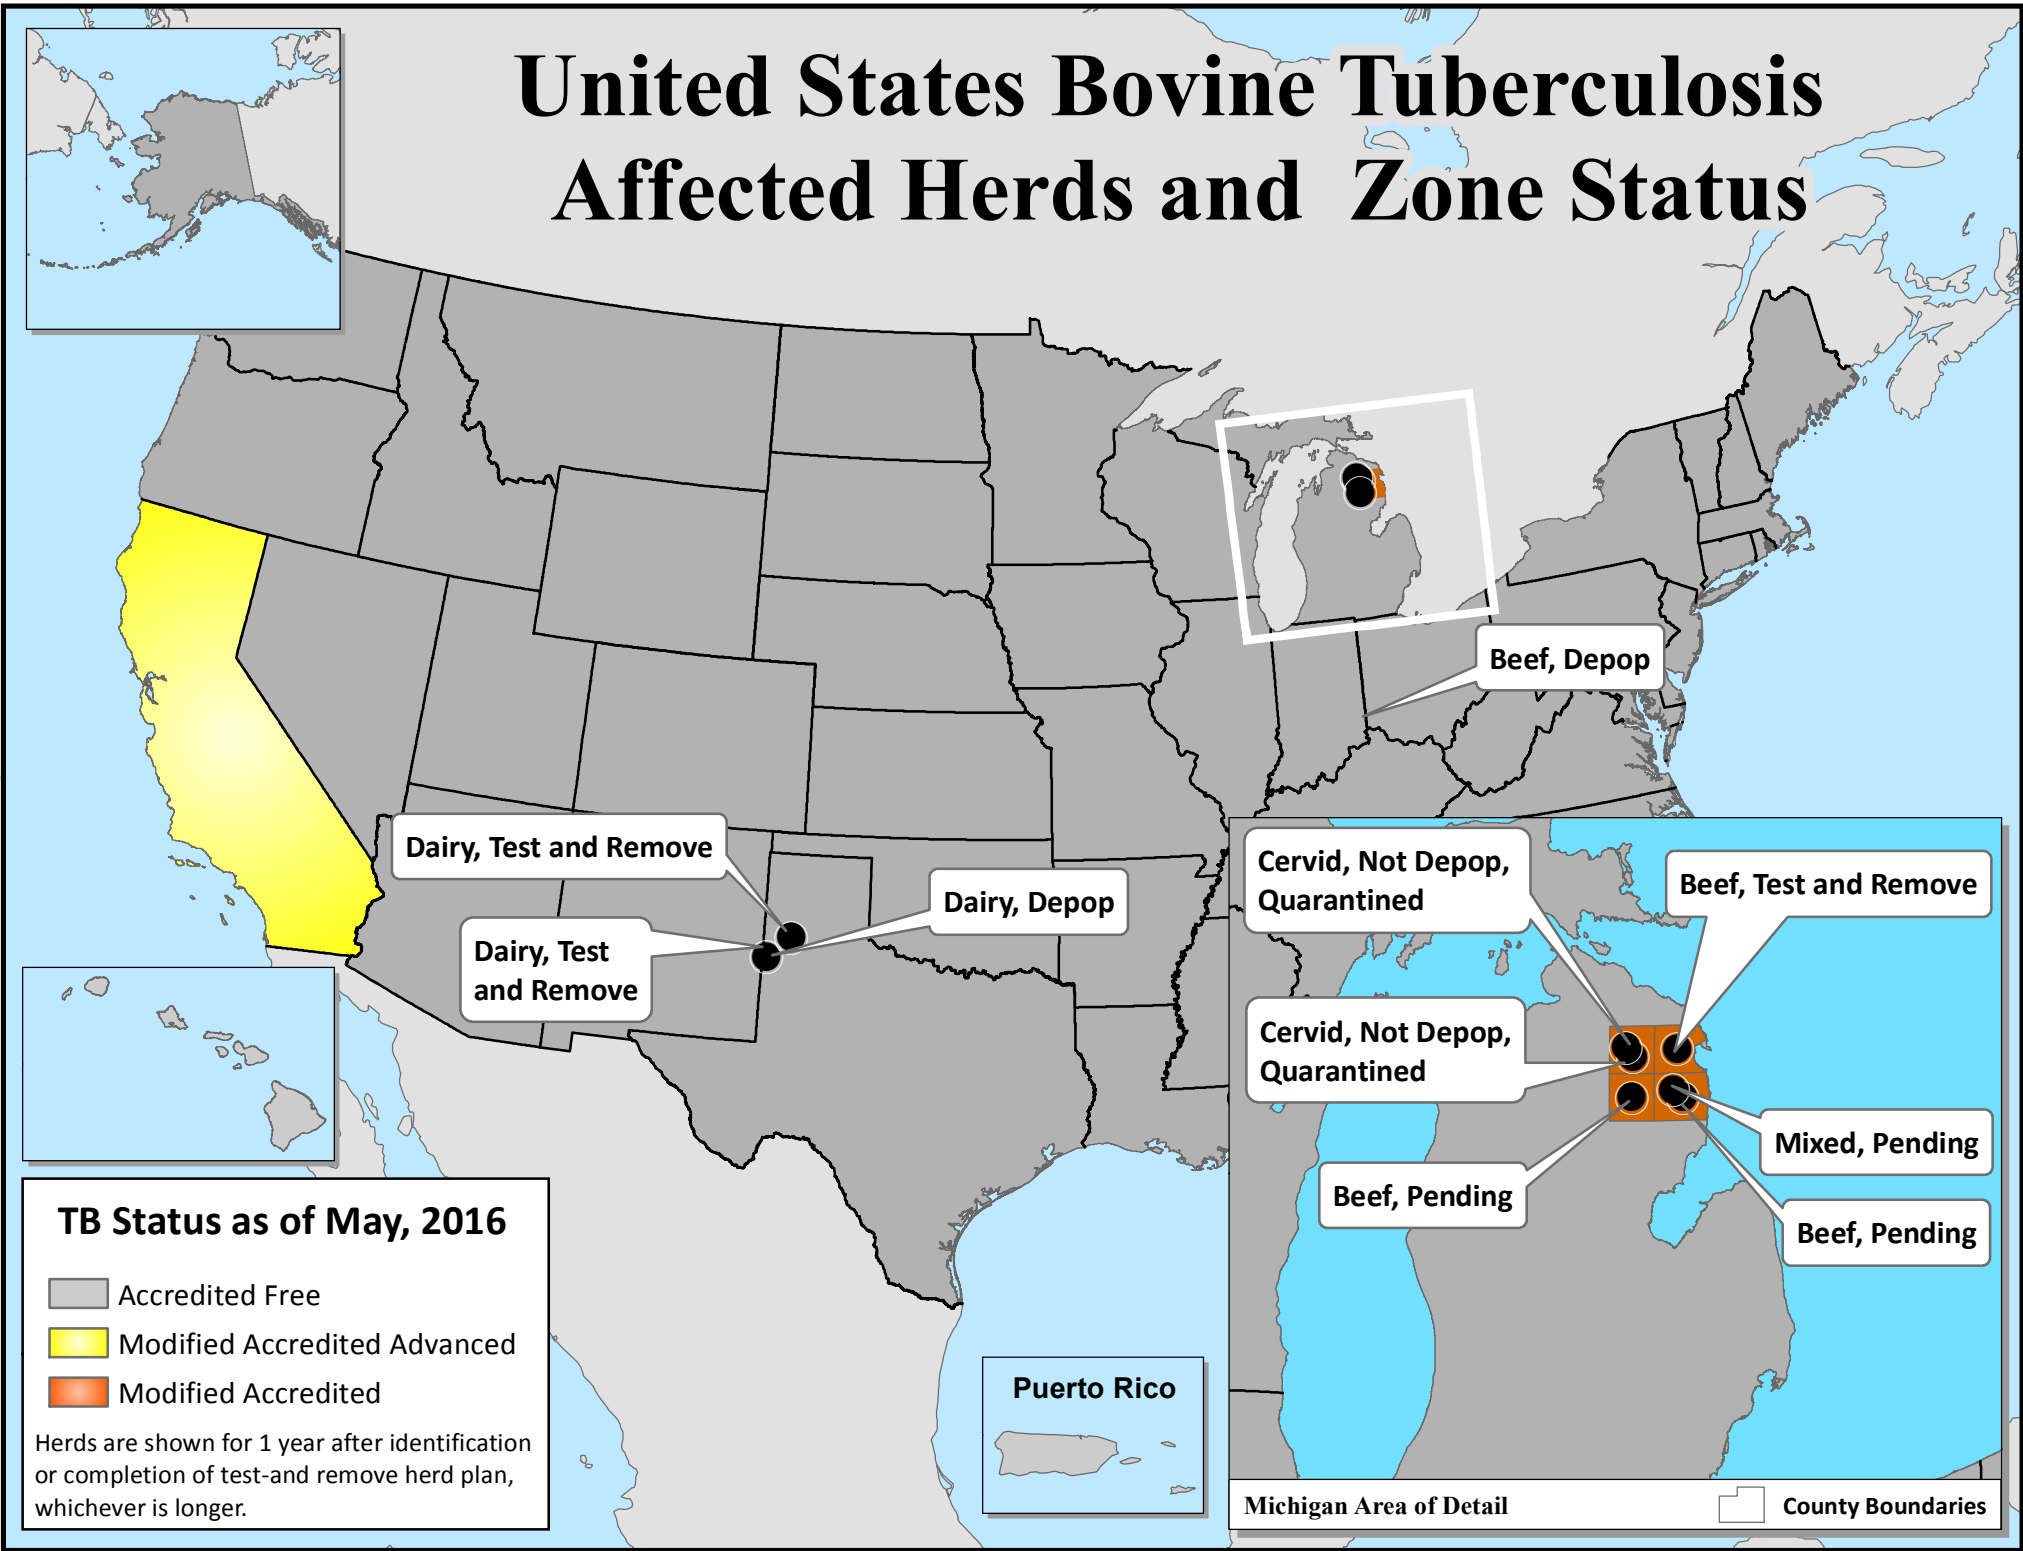 United States Bovine Tuberculosis
Affected Herds and Zone Status
Beef, Depop
Dairy, Test and Remove
Dairy, Depop
Dairy, Test
and Remove
Cervid, Not Depop,
Quarantined
Beef, Test and Remove
Cervid, Not Depop,
Quarantined
Mixed, Pending
Beef, Pending
Beef, Pending
TB Status as of May, 2016
Accredited Free
Modified Accredited Advanced
Modified Accredited
Herds are shown for 1 year after identification
or completion of test-and remove herd plan,
whichever is longer.
Puerto Rico
Michigan Area of Detail
County Boundaries